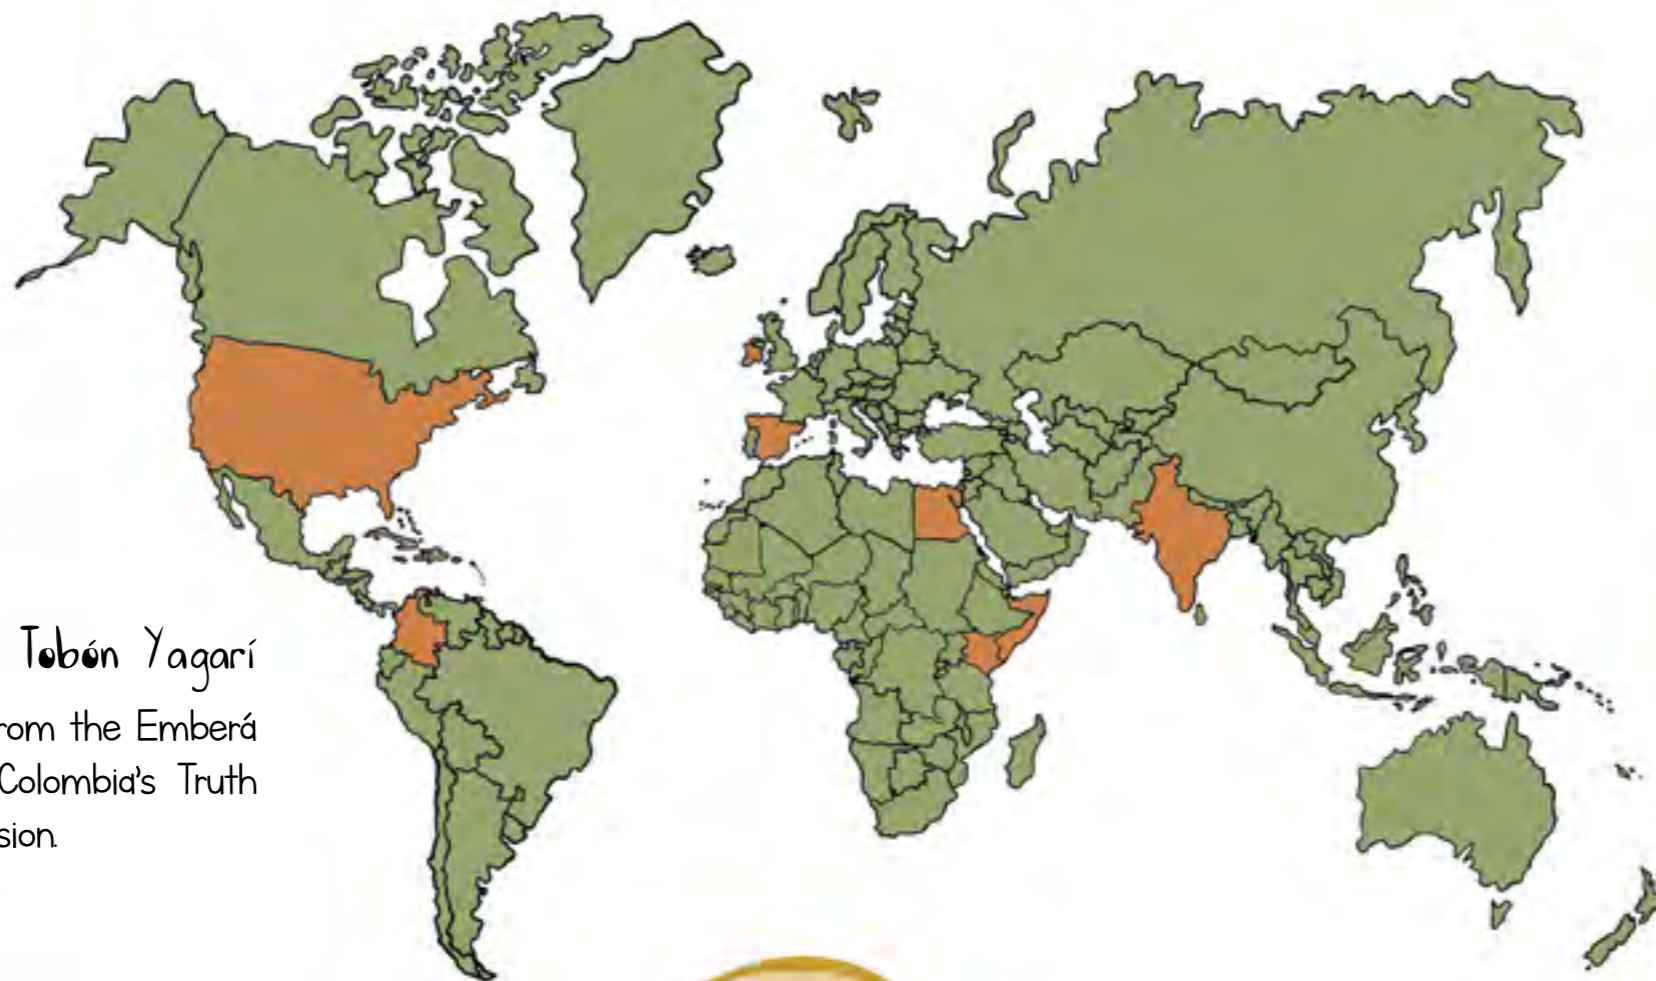 Tobón Yagarí
rom the Emberá
Colombia's Truth
sion.